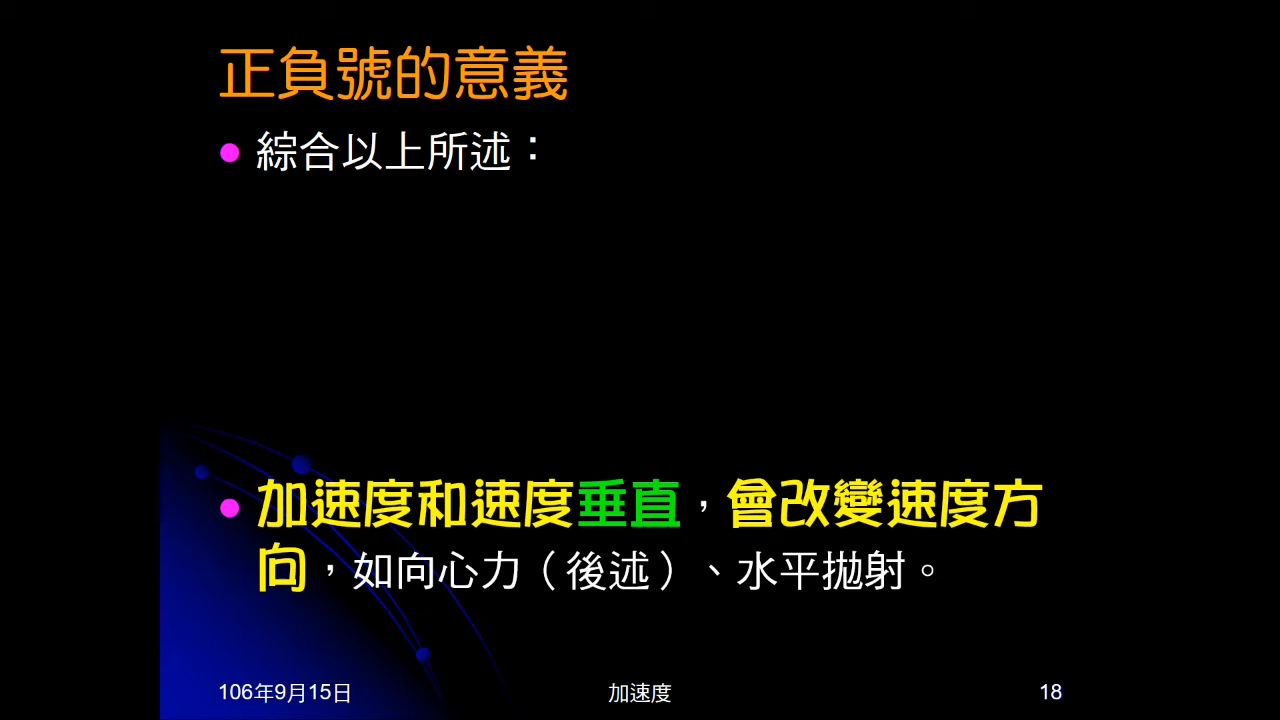 正負號的意義
綜合以上所述：
加速度和速度垂直，會改變速度方
向，如向心力（後述）、水平拋射。
106年9月15日
加速度
18